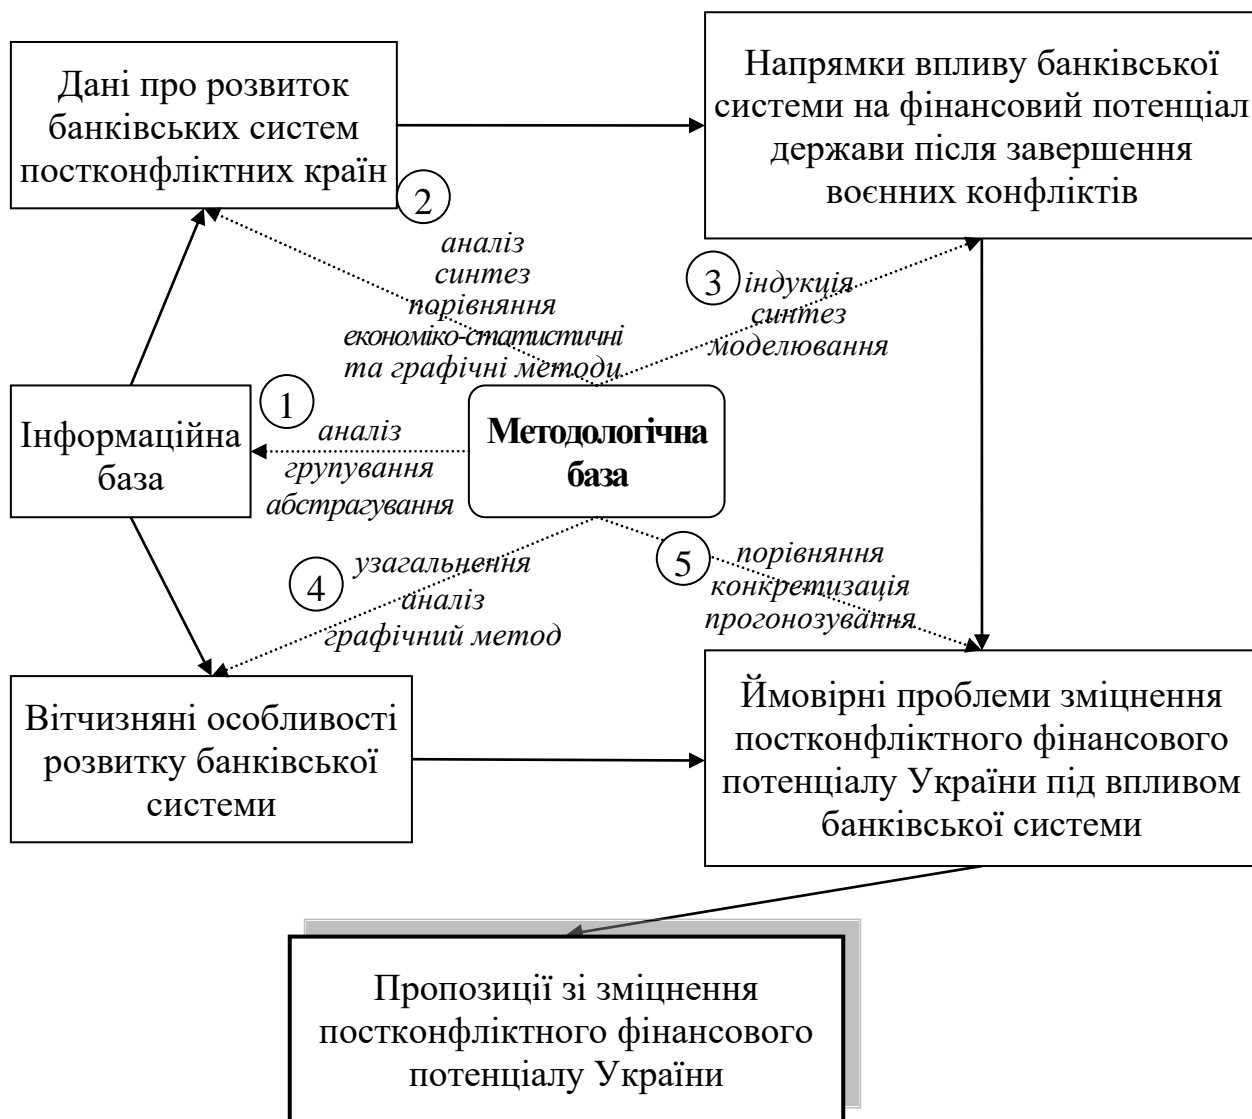 Дані про розвиток
банківських систем
постконфліктних країн
Напрямки впливу банківської
системи на фінансовий потенціал
держави після завершення
воєнних конфліктів
2
аналіз
синтез
порівняння
економіко-статистичні
та графічні методи
3
індукція
синтез
моделювання
Інформаційна
база
1
аналіз
групування
абстрагування
Методологічна
база
4
узагальнення
аналіз
графічний метод
5
порівняння
конкретизація
прогонозування
Вітчизняні особливості
розвитку банківської
системи
Ймовірні проблеми зміцнення
постконфліктного фінансового
потенціалу України під впливом
банківської системи
Пропозиції зі зміцнення
постконфліктного фінансового
потенціалу України